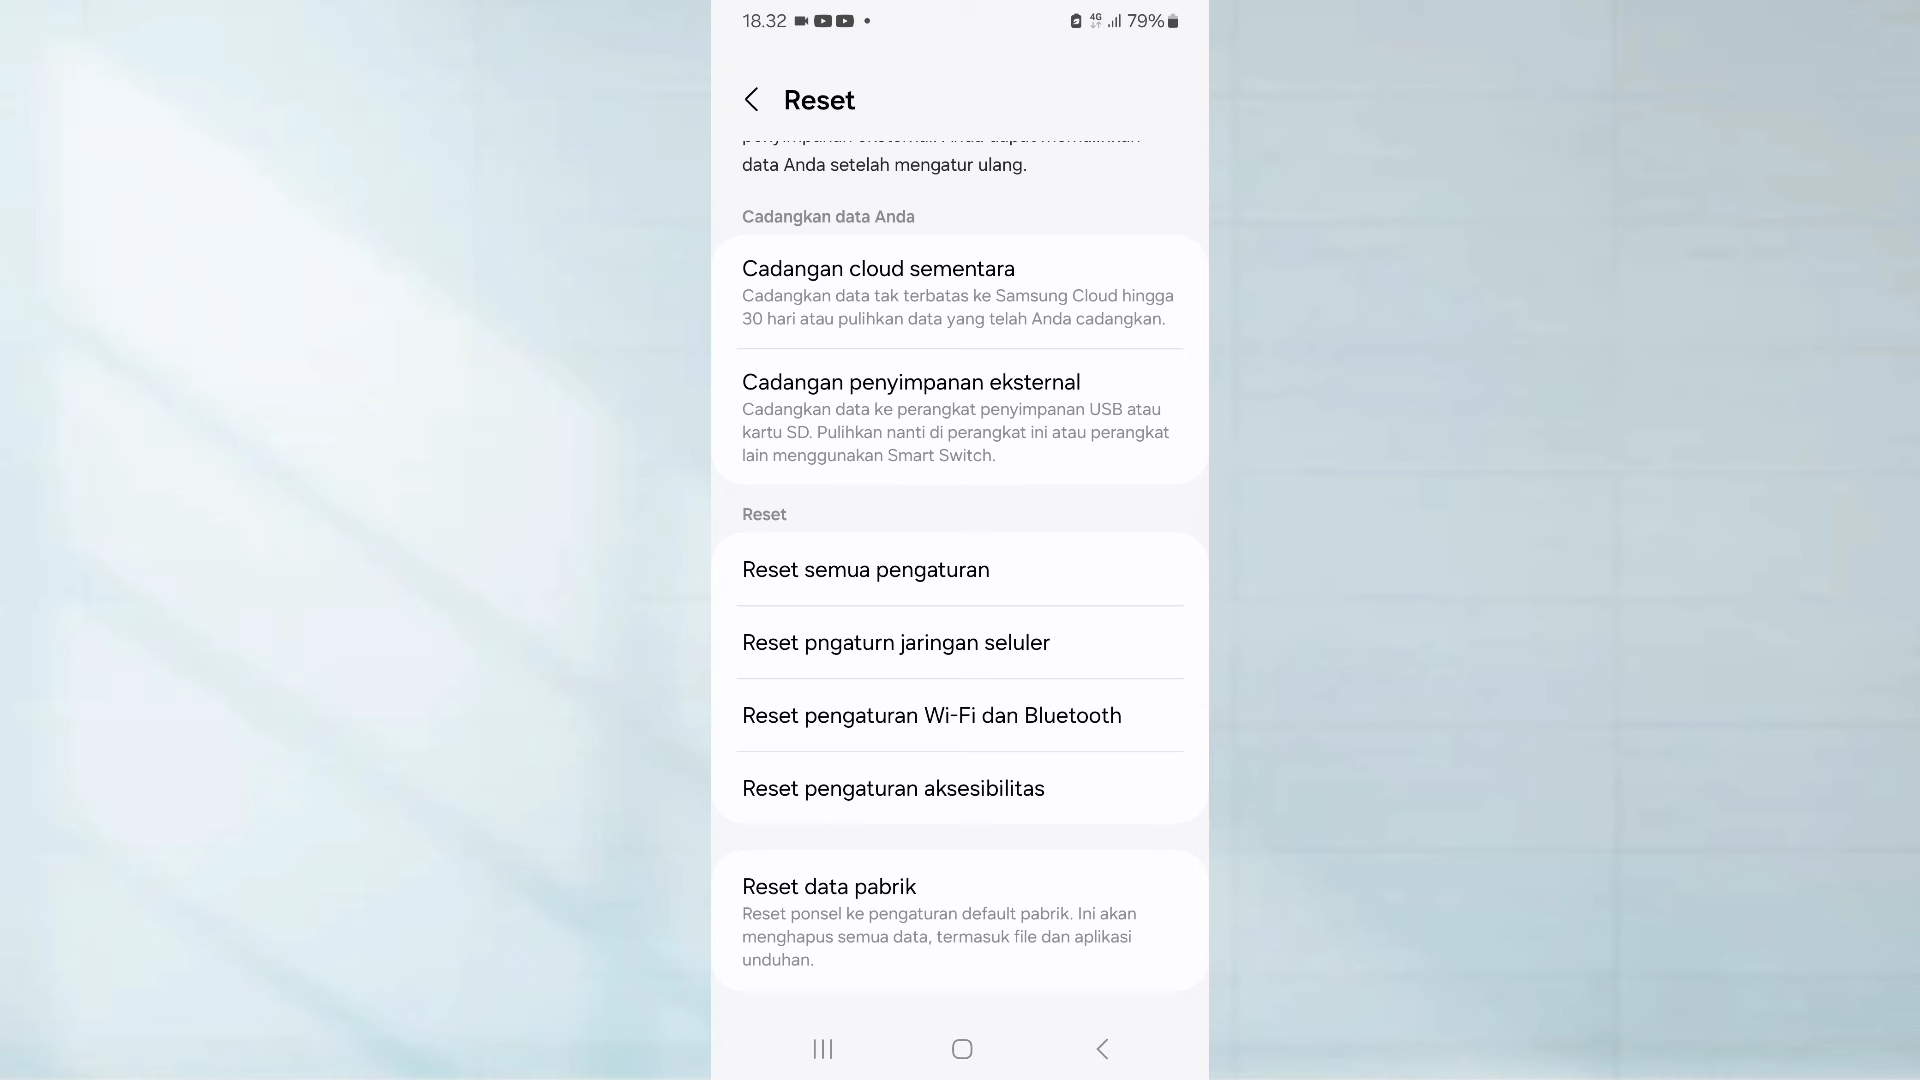 18.32
4G
79%
Reset
data Anda setelah mengatur ulang.
Cadangkan data Anda
Cadangan cloud sementara
Cadangkan data tak terbatas ke Samsung Cloud hingga
30 hari atau pulihkan data yang telah Anda cadangkan.
Cadangan penyimpanan eksternal
Cadangkan data ke perangkat penyimpanan USB atau
kartu SD. Pulihkan nanti di perangkat ini atau perangkat
lain menggunakan Smart Switch.
Reset
Reset semua pengaturan
Reset pngaturn jaringan seluler
Reset pengaturan Wi-Fi dan Bluetooth
Reset pengaturan aksesibilitas
Reset data pabrik
Reset ponsel ke pengaturan default pabrik. Ini akan
menghapus semua data, termasuk file dan aplikasi
unduhan.